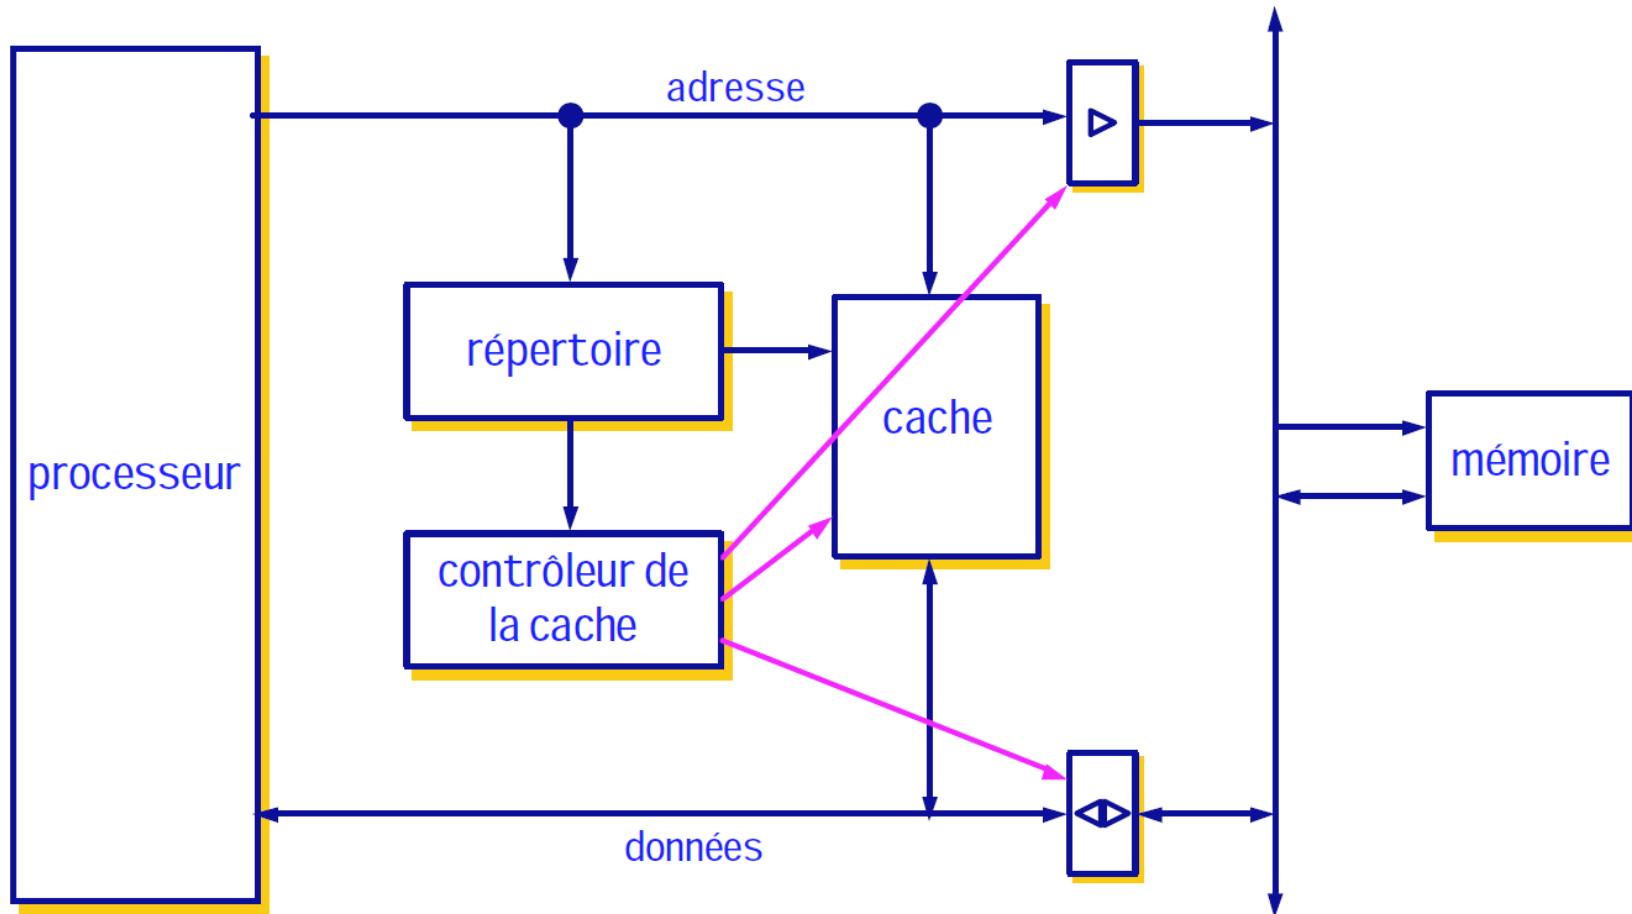 adresse
répertoire
cache
processeur
mémoire
contrôleur de
la cache
données